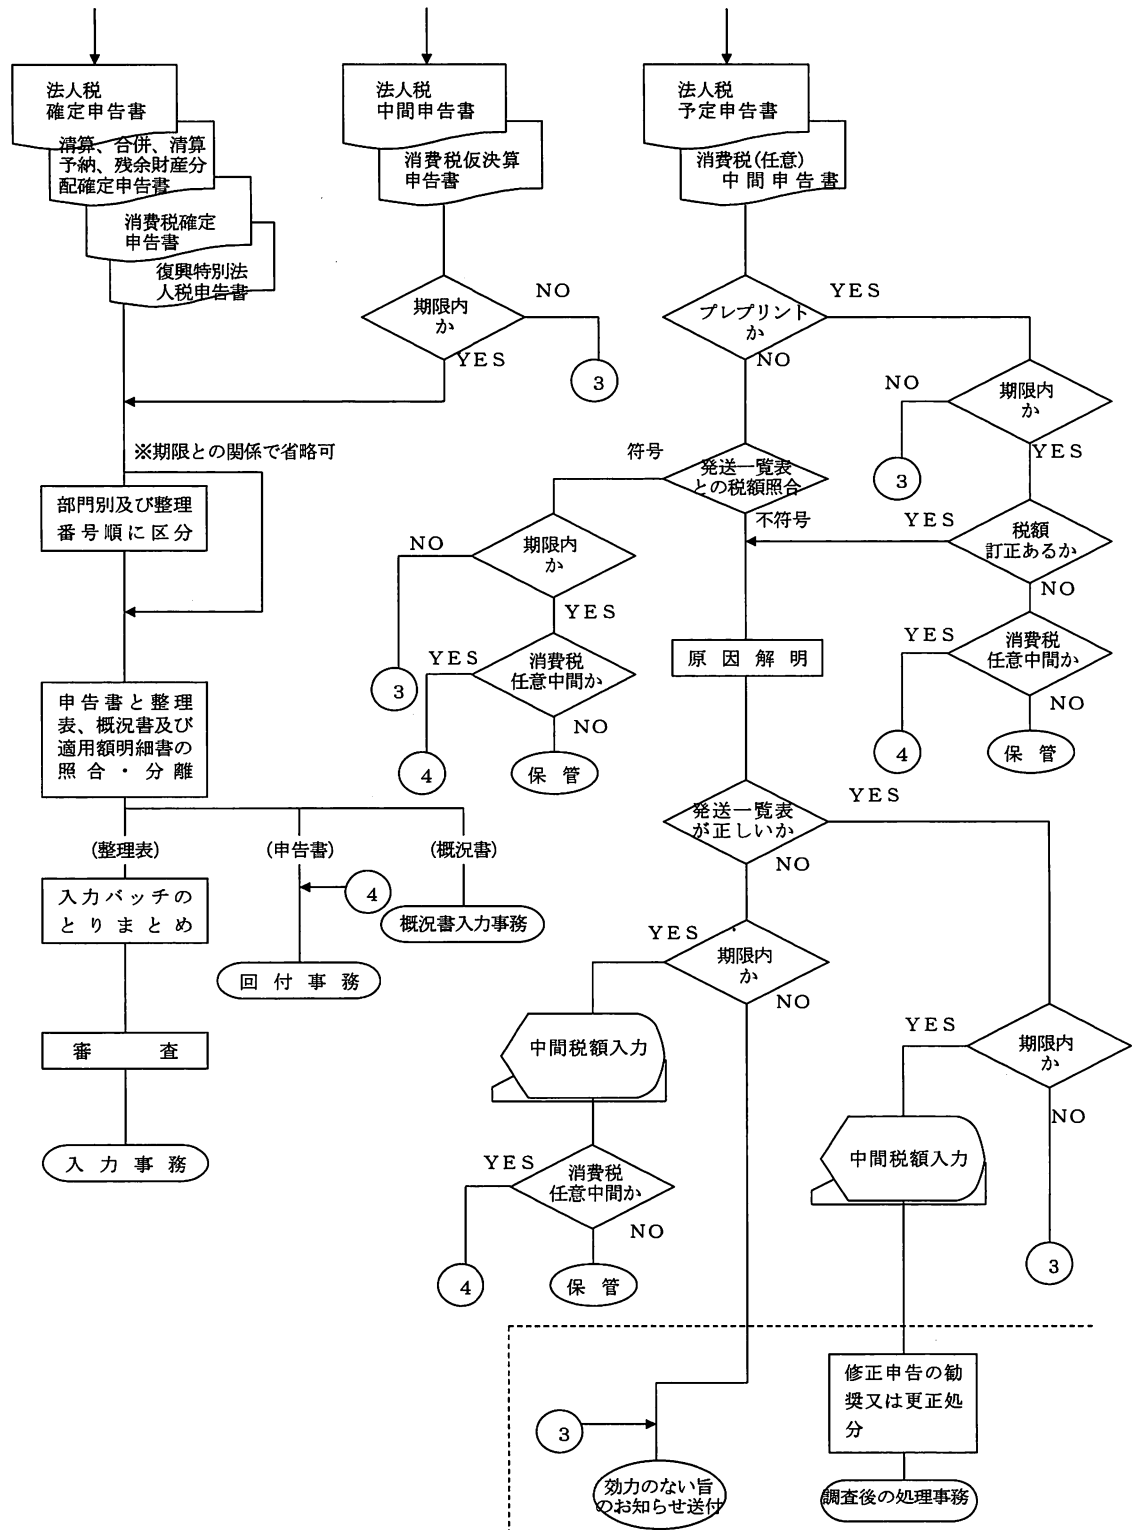 法人税
確定申告書
清算、合併、清算
予納、残余財産分
配確定申告書
消費税確定
申告書
復興特別法
人税申告書
法人税
中間申告書
消費税仮決算
申告書
期限内
か
NO
YES
3
法人税
予定申告書
消費税(任意)
中間申告書
プレプリント
か
YES
NO
期限内
か
NO
3
YES
※期限との関係で省略可
部門別及び整理
番号順に区分
符号
発送一覧表
との税額照合
不符号
YES
税額
訂正あるか
NO
NO
期限内
か
YES
3
YES
消費税
任意中間か
NO
4
保管
原因解明
YES
消費税
任意中間か
NO
4
保管
申告書と整理
表、概況書及び
適用額明細書の
照合・分離
(整理表)
(申告書)
(概況書)
入力バッチの
とりまとめ
4
概況書入力事務
回付事務
審査
入力事務
発送一覧表
が正しいか
YES
NO
YES
期限内
か
NO
中間税額入力
YES
消費税
任意中間か
NO
4
保管
YES
期限内
か
NO
中間税額入力
3
修正申告の勧
奨又は更正処
分
3
効力のない旨
のお知らせ送付
調査後の処理事務